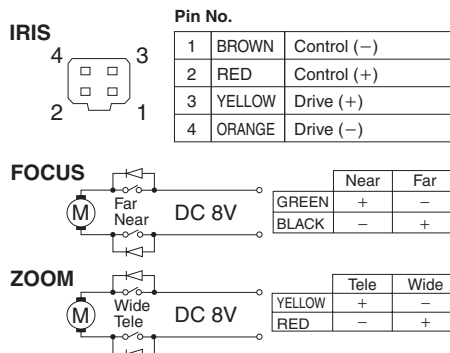 IRIS
4 3
2 1
Pin No.
1 BROWN Control (−)
2 RED Control (+)
3 YELLOW Drive (+)
4 ORANGE Drive (−)
FOCUS
M
Far
Near
DC 8V
Near Far
GREEN + −
BLACK − +
ZOOM
M
Wide
Tele
DC 8V
Tele Wide
YELLOW + −
RED − +